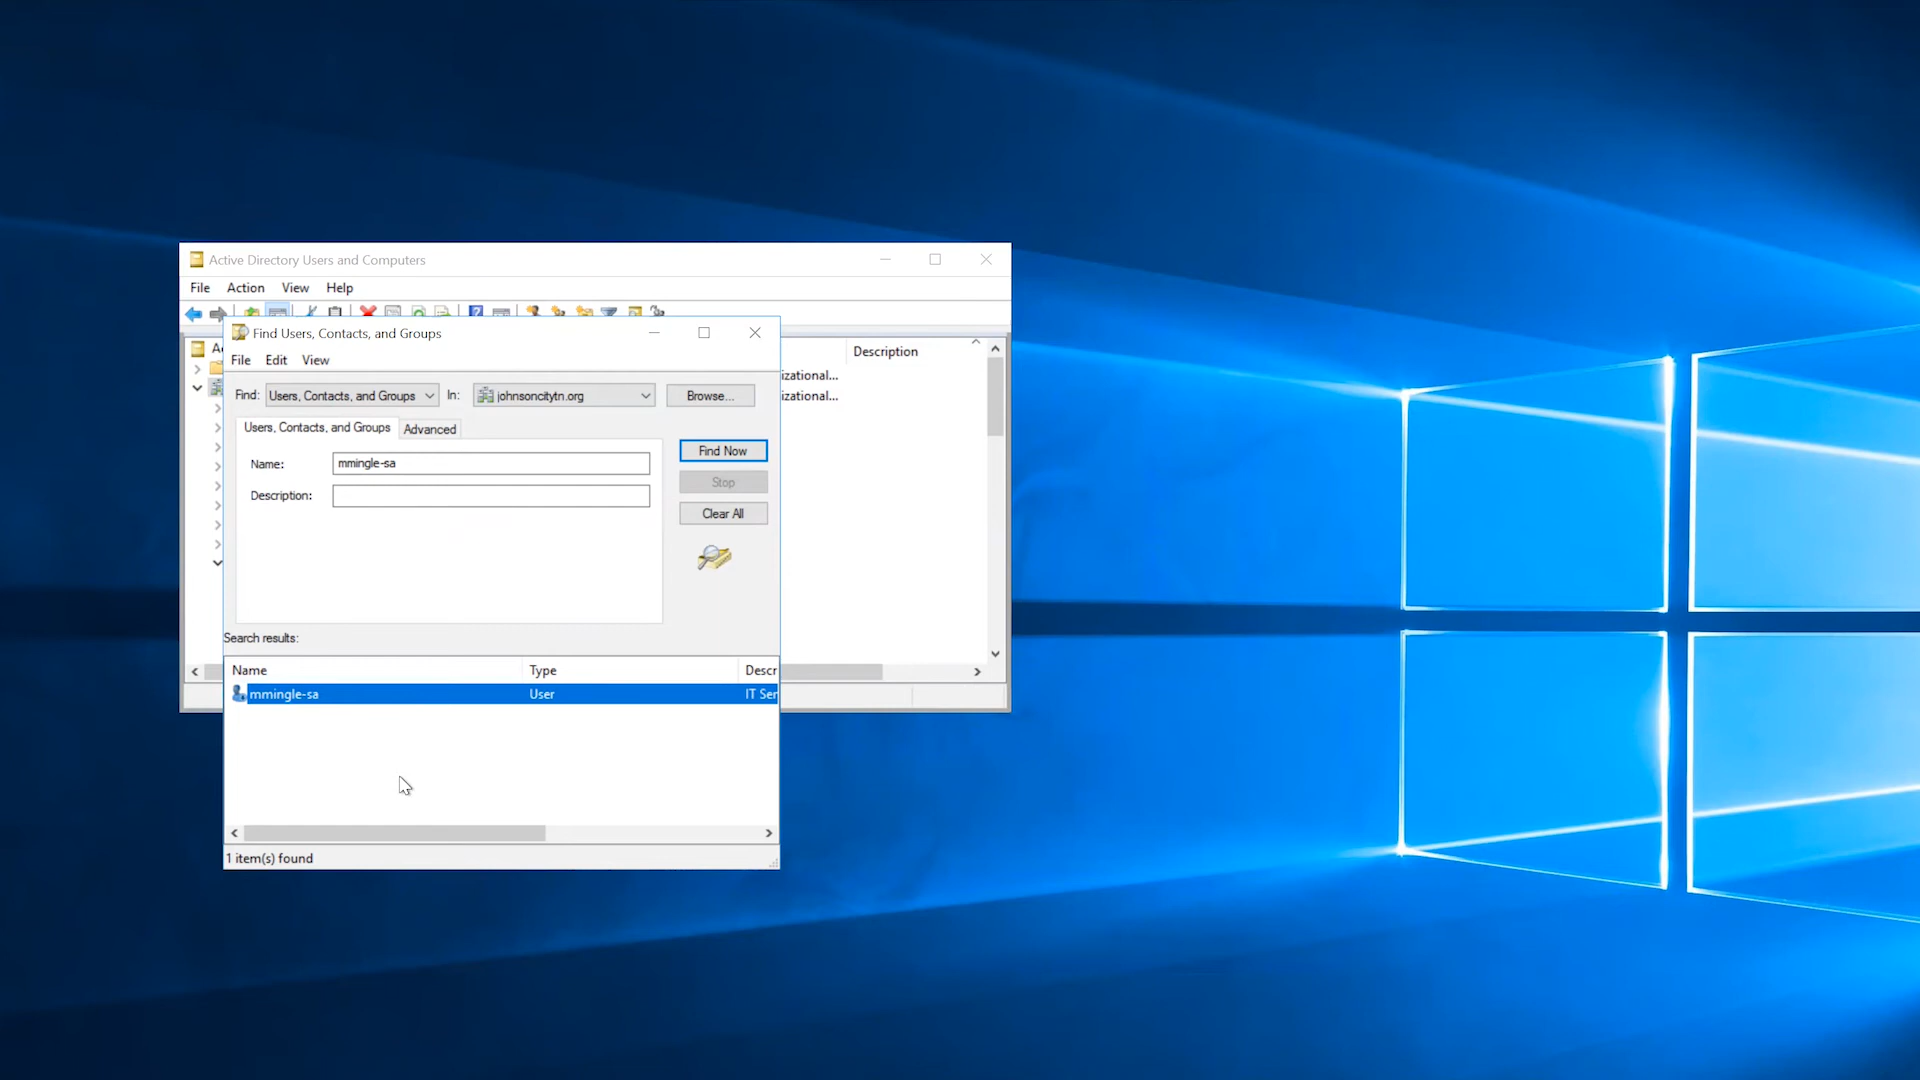 Active Directory Users and Computers
File Action View Help
Find Users, Contacts, and Groups
Description
File Edit View
izational...
Find: Users, Contacts, and Groups In: johnsoncitytn.org Browse...
izational...
Users, Contacts, and Groups Advanced
Name: mmingle-sa Find Now
Stop
Description:
Clear All
Search results:
Name Type Descr
mmingle-sa User IT Ser
1 item(s) found